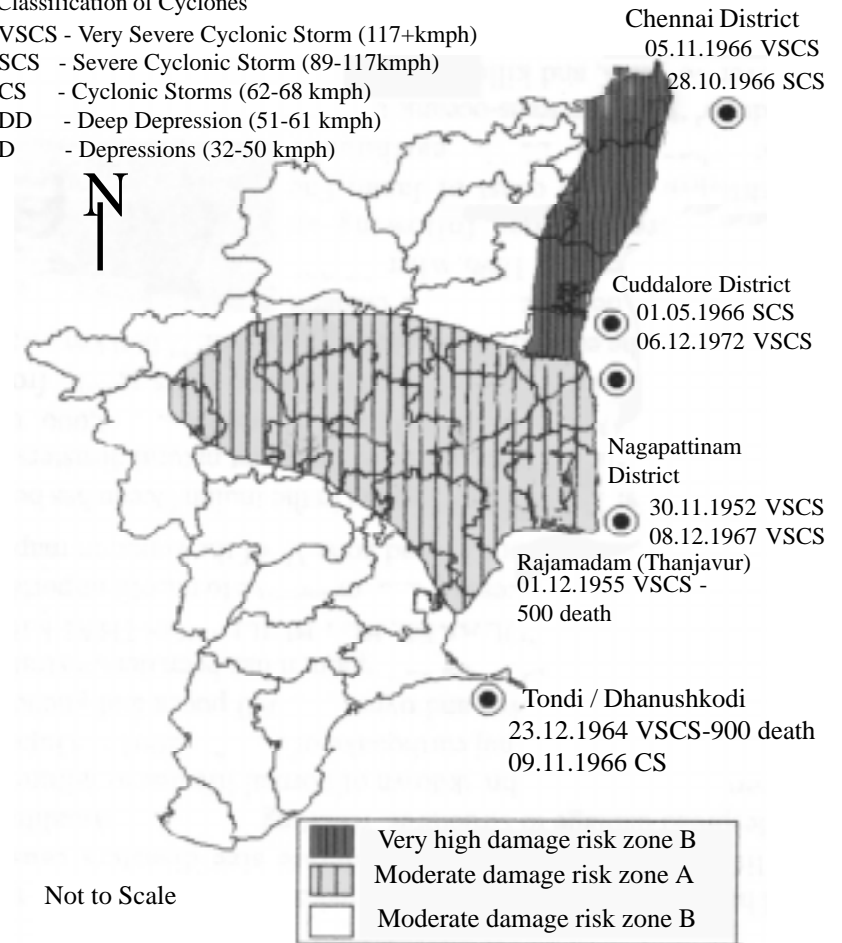 Classification of Cyclones
VSCS - Very Severe Cyclonic Storm (117+kmph)
SCS - Severe Cyclonic Storm (89-117kmph)
CS - Cyclonic Storms (62-68 kmph)
DD - Deep Depression (51-61 kmph)
D - Depressions (32-50 kmph)
N
Chennai District
05.11.1966 VSCS
28.10.1966 SCS
Cuddalore District
01.05.1966 SCS
06.12.1972 VSCS
Nagapattinam
District
30.11.1952 VSCS
08.12.1967 VSCS
Rajamadam (Thanjavur)
01.12.1955 VSCS -
500 death
Tondi / Dhanushkodi
23.12.1964 VSCS-900 death
09.11.1966 CS
Very high damage risk zone B
Moderate damage risk zone A
Moderate damage risk zone B
Not to Scale